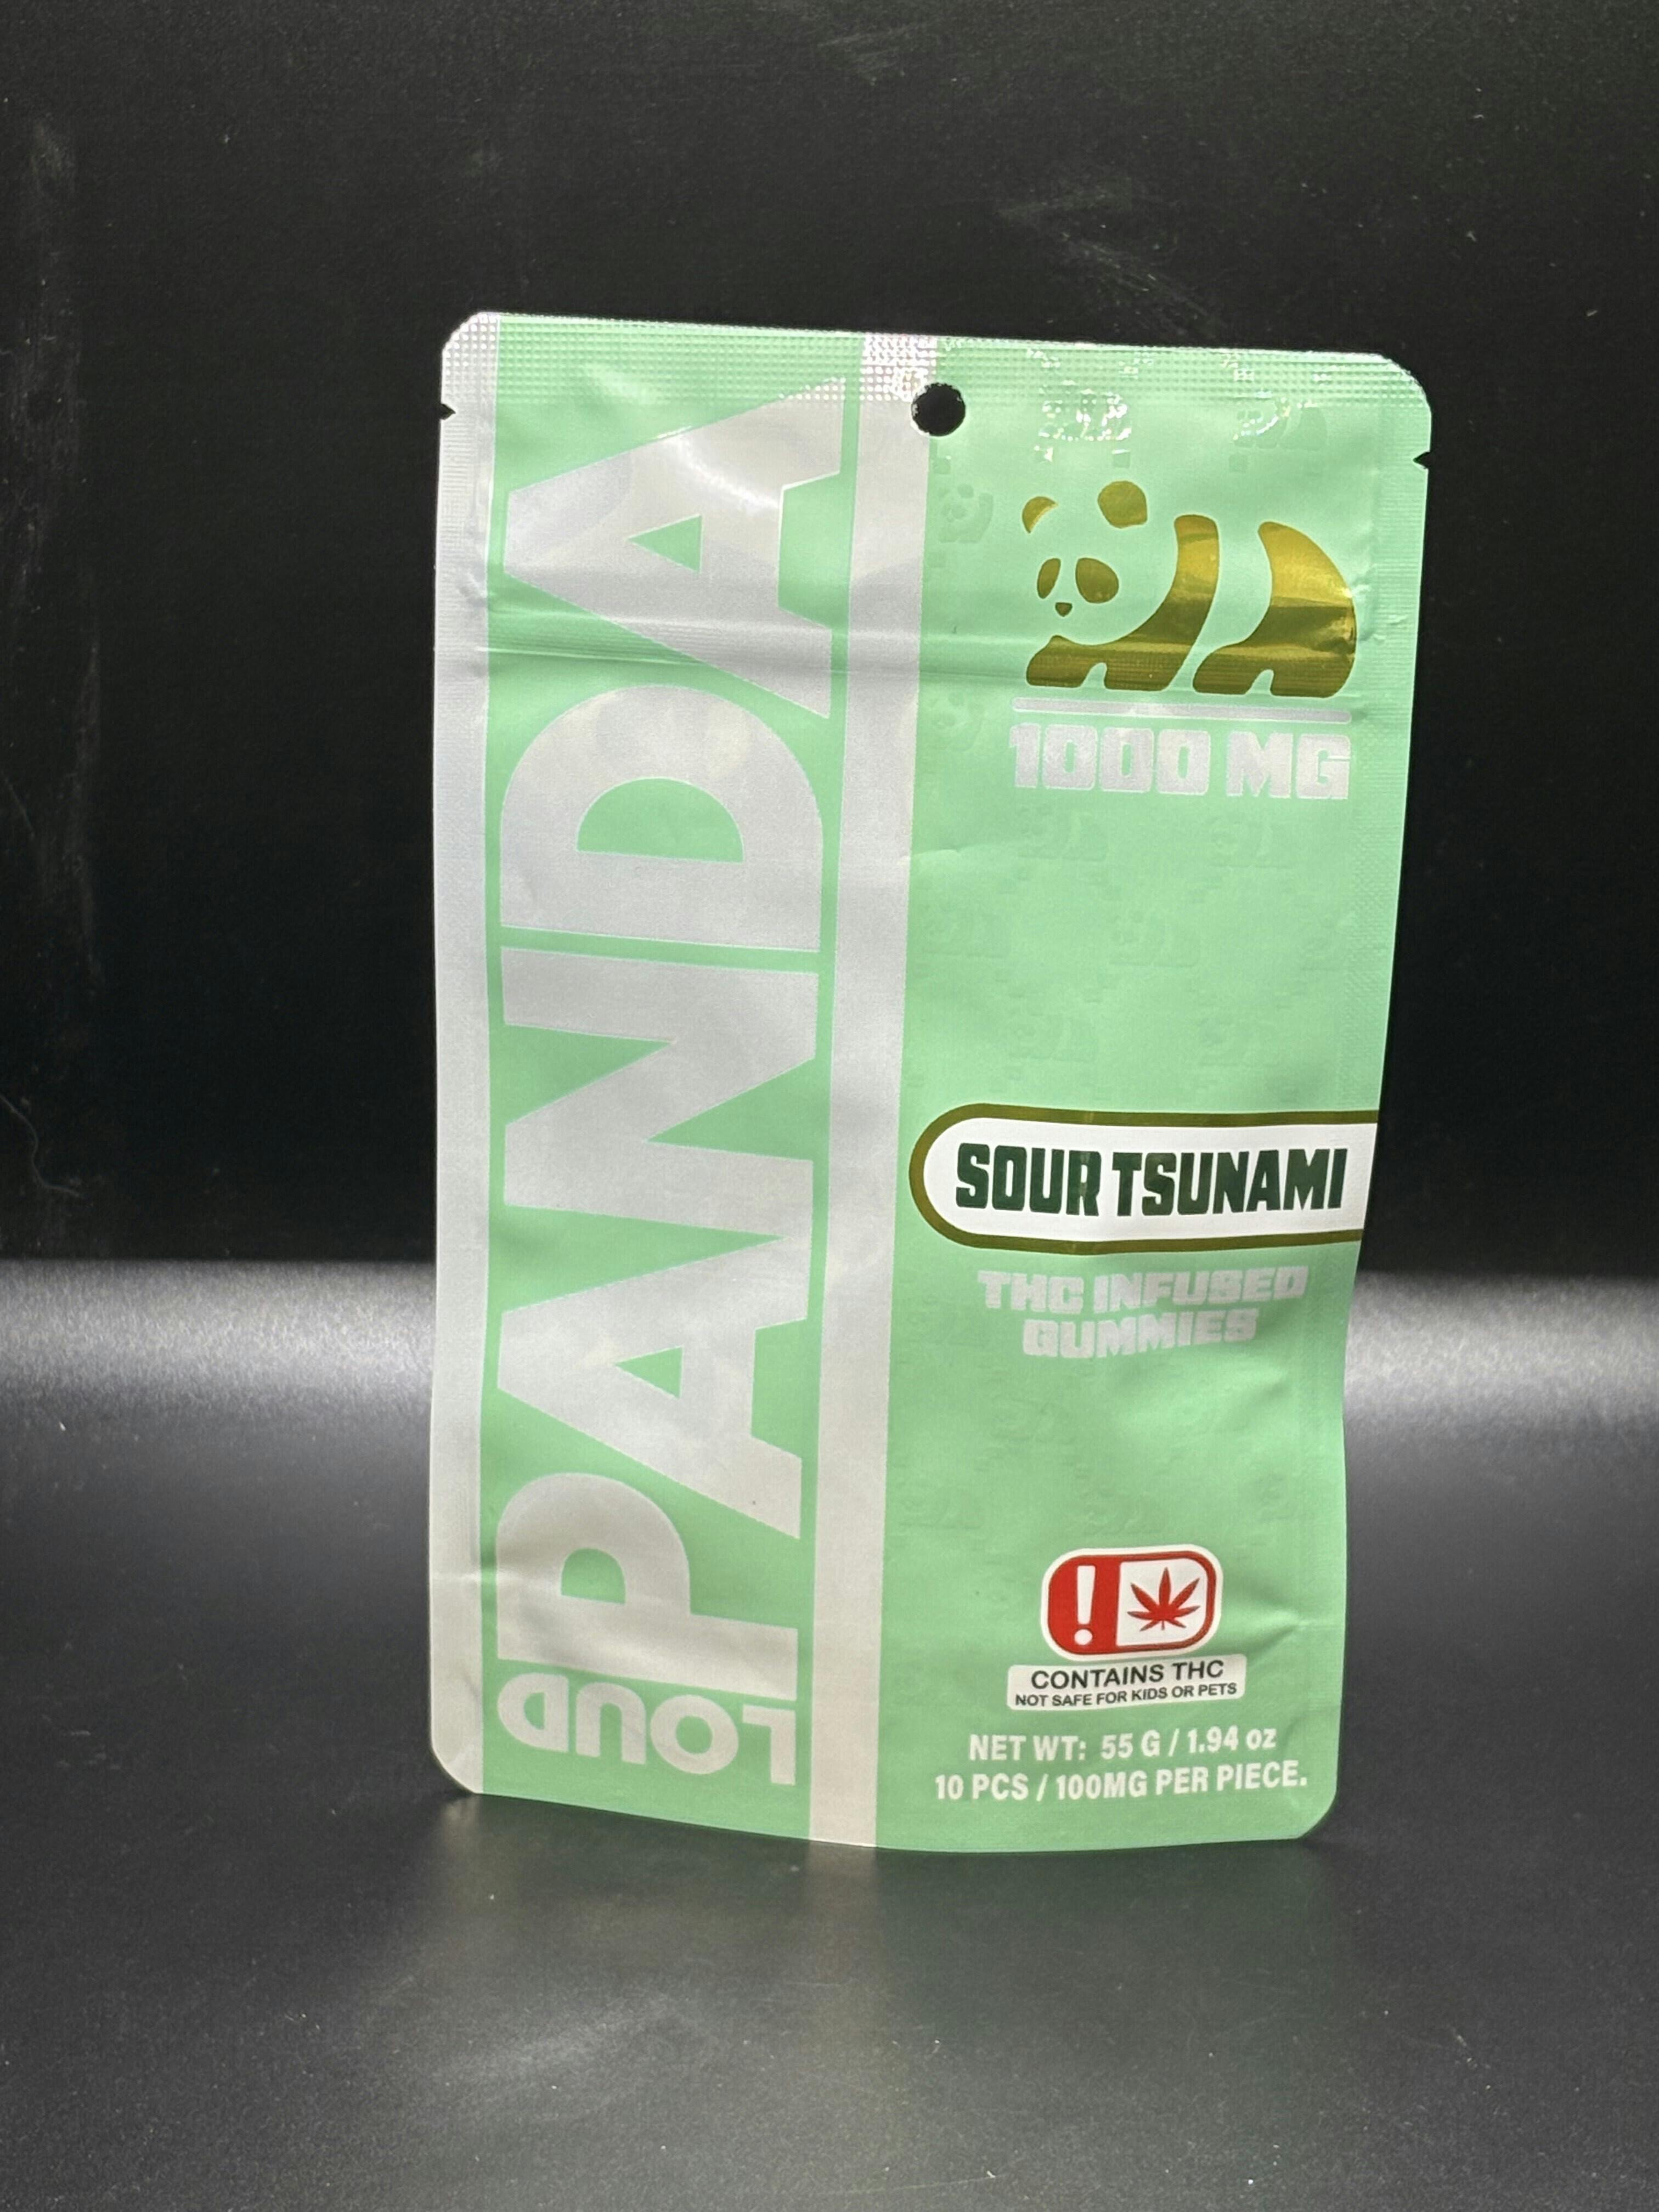 LOUD
PANDA
1000 MG
SOUR TSUNAMI
THC INFUSED
GUMMIES
!
CONTAINS THC
NOT SAFE FOR KIDS OR PETS
NET WT: 55 G / 1.94 oz
10 PCS / 100MG PER PIECE.